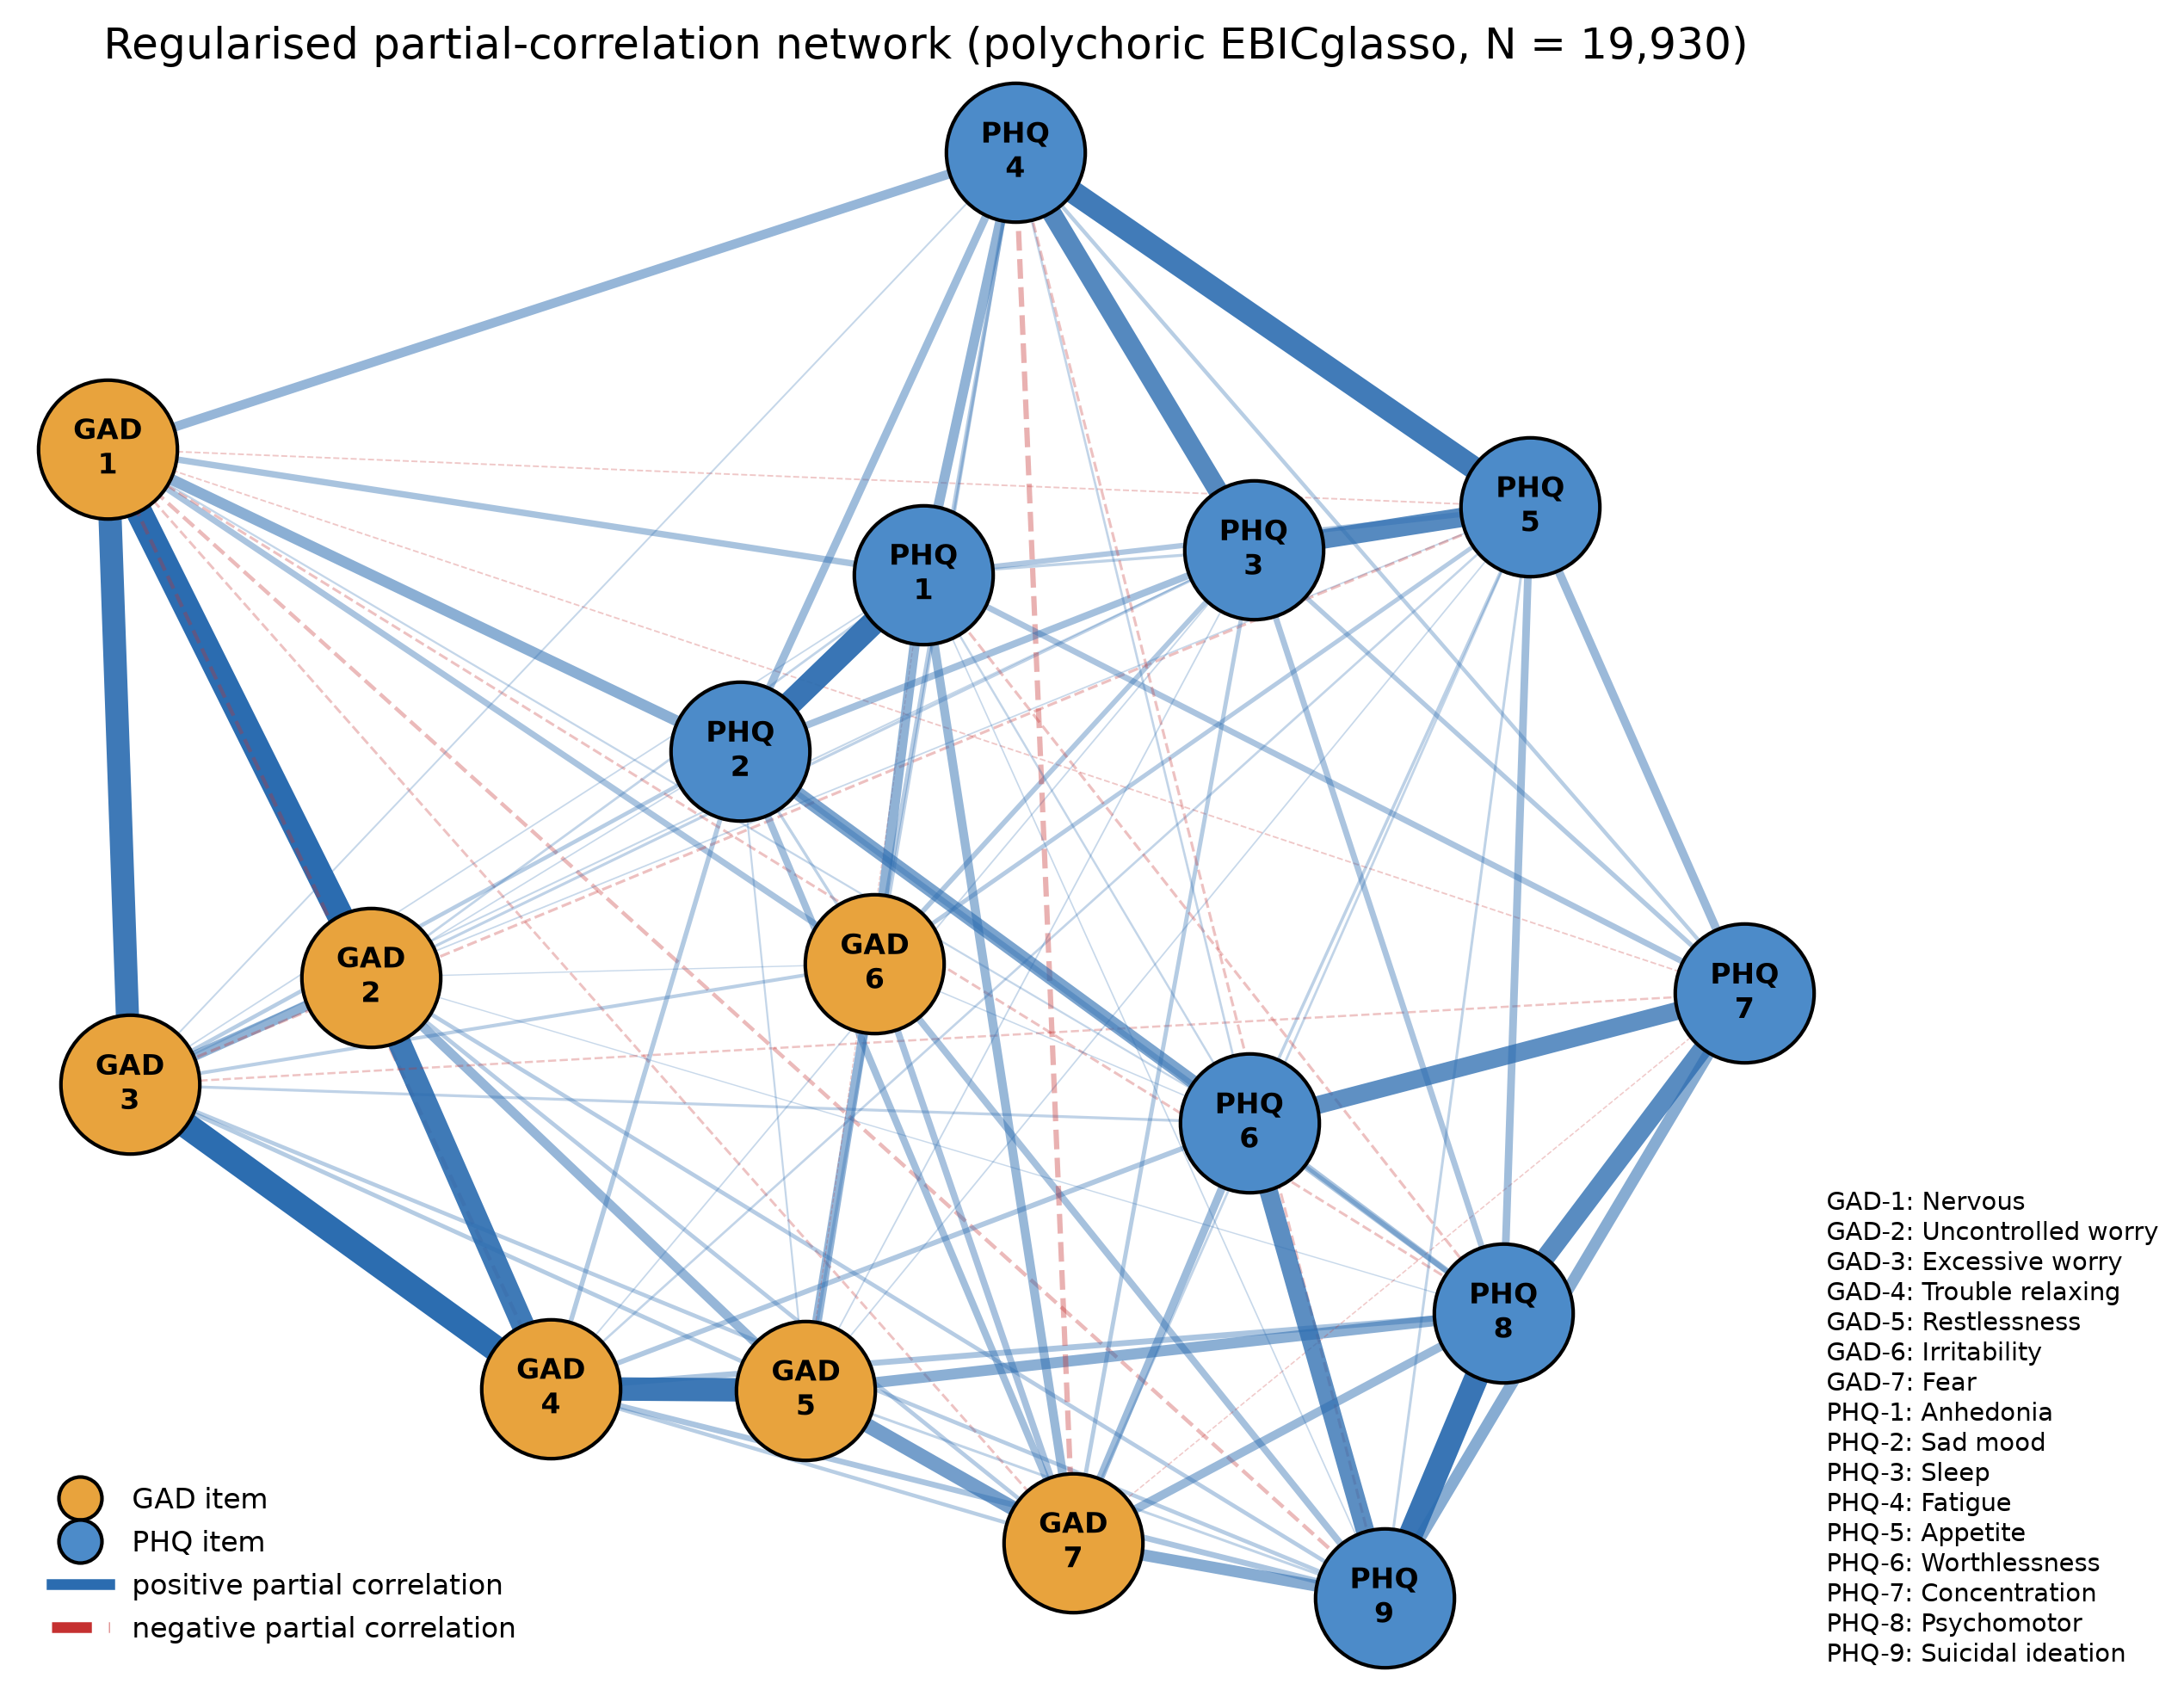 Regularised partial-correlation network (polychoric EBICglasso, N = 19,930)
PHQ
4
GAD
1
PHQ
5
PHQ
3
PHQ
1
PHQ
2
GAD
6
GAD
2
PHQ
7
GAD
3
PHQ
6
PHQ
8
GAD
4
GAD
5
GAD
7
PHQ
9
GAD-1: Nervous
GAD-2: Uncontrolled worry
GAD-3: Excessive worry
GAD-4: Trouble relaxing
GAD-5: Restlessness
GAD-6: Irritability
GAD-7: Fear
PHQ-1: Anhedonia
PHQ-2: Sad mood
PHQ-3: Sleep
PHQ-4: Fatigue
PHQ-5: Appetite
PHQ-6: Worthlessness
PHQ-7: Concentration
PHQ-8: Psychomotor
PHQ-9: Suicidal ideation
GAD item
PHQ item
positive partial correlation
negative partial correlation